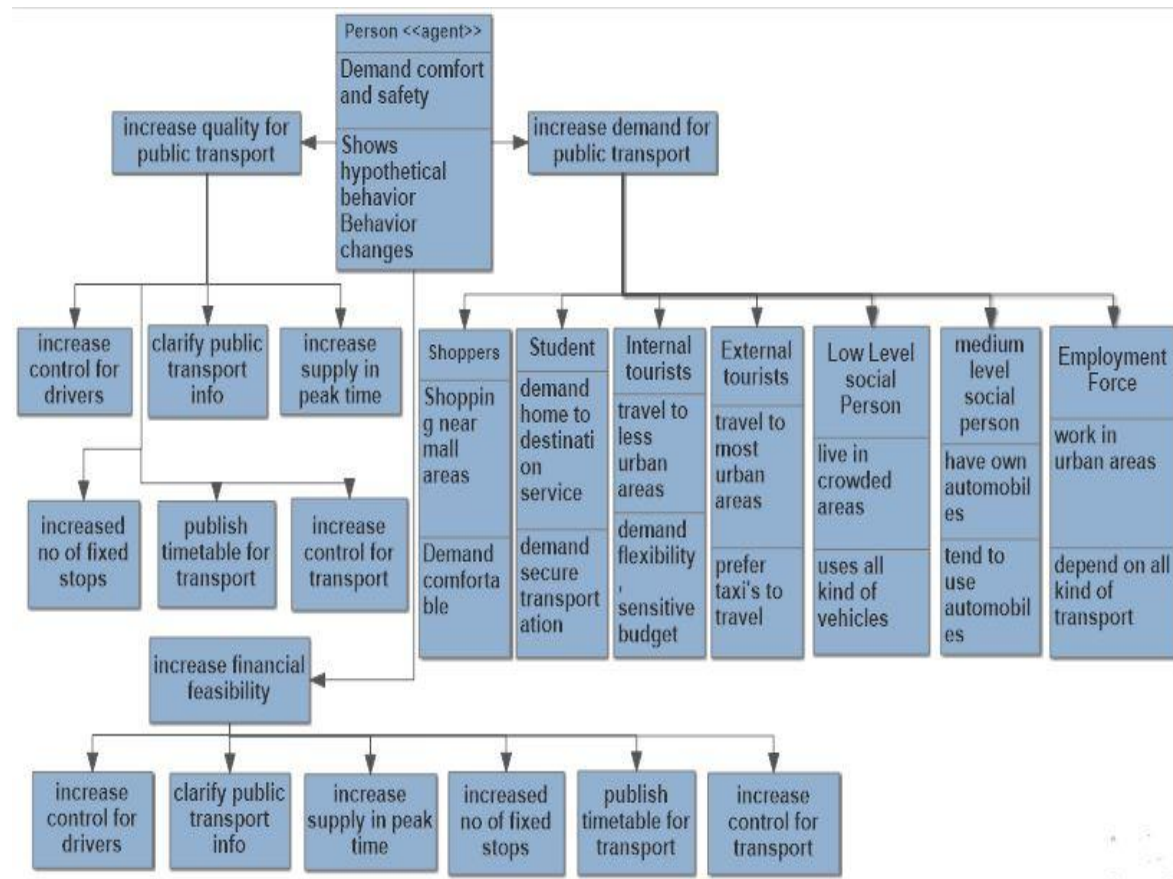 Person <<agent>>
Demand comfort
and safety
Shows
hypothetical
behavior
Behavior
changes
increase quality for
public transport
increase demand for
public transport
increase
control for
drivers
clarify public
transport
info
increase
supply in
peak time
increased
no of fixed
stops
publish
timetable for
transport
increase
control for
transport
Shoppers
Shoppin
g near
mall
areas
Demand
comforta
ble
Student
demand
home to
destinati
on
service
demand
secure
transport
ation
Internal
tourists
travel to
less
urban
areas
demand
flexibility
,
sensitive
budget
External
tourists
travel to
most
urban
areas
prefer
taxi's to
travel
Low Level
social
Person
live in
crowded
areas
uses all
kind of
vehicles
medium
level
social
person
have own
automobil
es
tend to
use
automobil
es
Employment
Force
work in
urban areas
depend on all
kind of
transport
increase financial
feasibility
increase
control for
drivers
clarify public
transport
info
increase
supply in peak
time
increased
no of fixed
stops
publish
timetable for
transport
increase
control for
transport